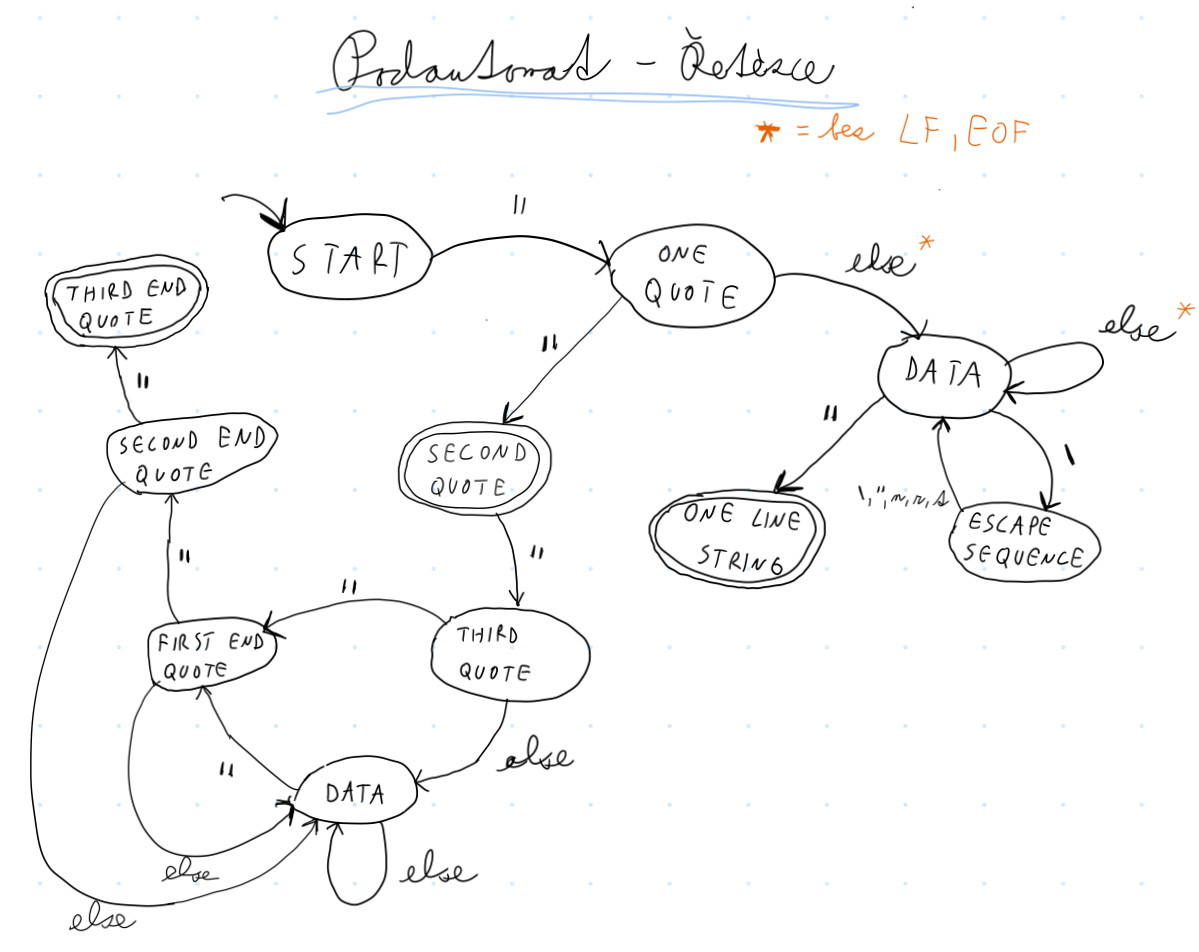 Podautomat - Řetězce
* = bez LF, EOF
START
"
ONE
QUOTE
else*
THIRD END
QUOTE
"
"
DATA
else*
SECOND END
QUOTE
SECOND
QUOTE
"
\
\,",n,r,t
ONE LINE
STRING
ESCAPE
SEQUENCE
"
"
"
FIRST END
QUOTE
THIRD
QUOTE
"
else
DATA
else
else
else